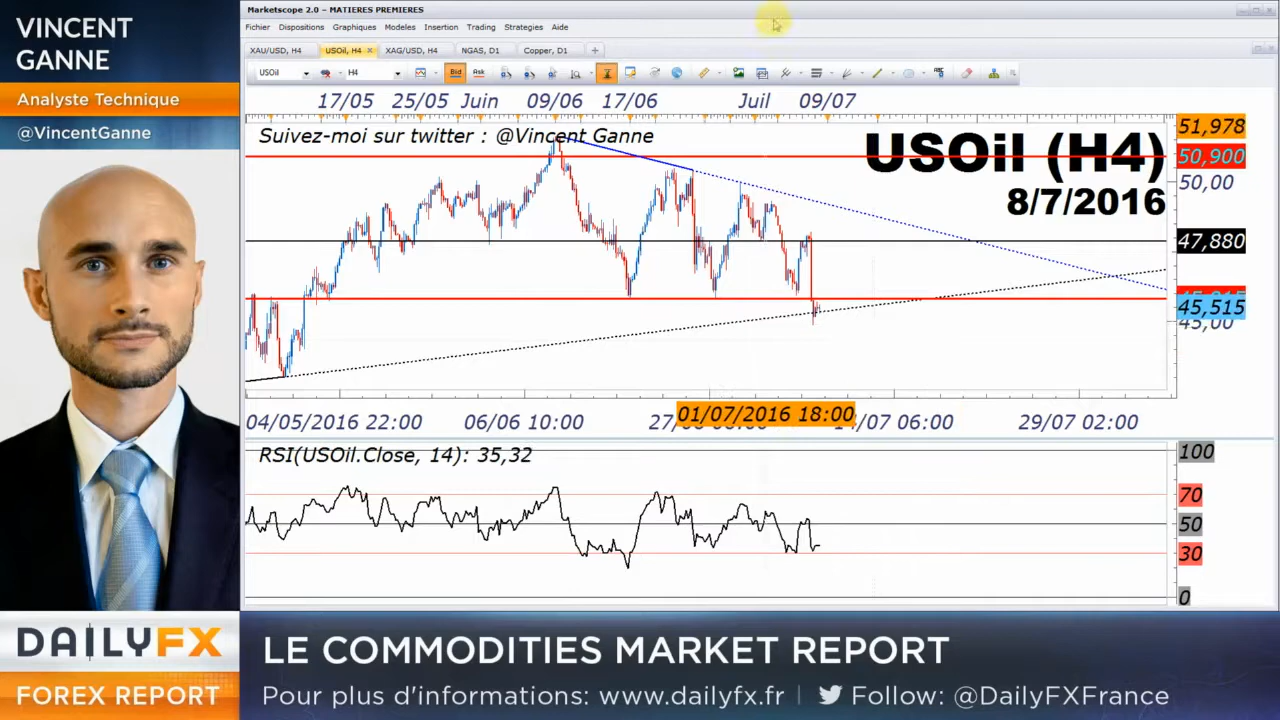 VINCENT
GANNE
Analyste Technique
@VincentGanne
Marketscope 2.0 – MATIERES PREMIERES
Fichier Dispositions Graphiques Modeles Insertion Trading Strategies Aide
XAU/USD, H4 USOil, H4 XAG/USD, H4 NGAS, D1 Copper, D1
USOil H4 Bid Ask
17/05 25/05 Juin 09/06 17/06 Juil 09/07
Suivez-moi sur twitter : @Vincent Ganne
USOil (H4)
8/7/2016
51,978
50,900
50,00
47,880
45,515
45,00
04/05/2016 22:00 06/06 10:00 01/07/2016 18:00 14/07 06:00 29/07 02:00
RSI(USOil.Close, 14): 35,32
100
70
50
30
0
DAILYFX
FOREX REPORT
LE COMMODITIES MARKET REPORT
Pour plus d'informations: www.dailyfx.fr | Follow: @DailyFXFrance